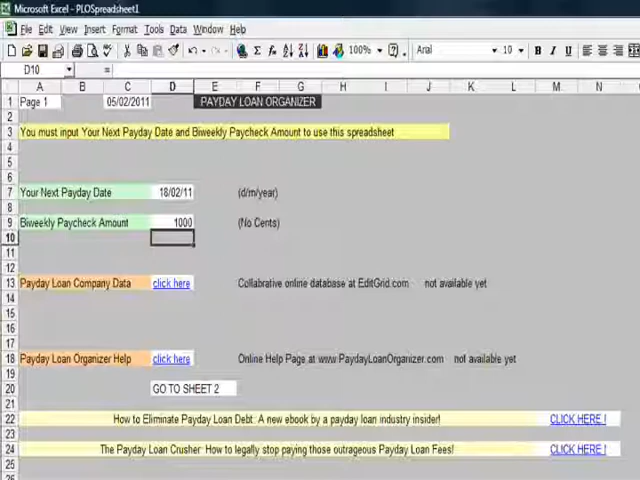 Microsoft Excel - PLOSpreadsheet1
File Edit View Insert Format Tools Data Window Help
100% Arial 10 B I U
D10 =
A B C D E F G H I J K L M N
1 Page 1 05/02/2011 PAYDAY LOAN ORGANIZER
2
3 You must input Your Next Payday Date and Biweekly Paycheck Amount to use this spreadsheet
4
5
6
7 Your Next Payday Date 18/02/11 (d/m/year)
8
9 Biweekly Paycheck Amount 1000 (No Cents)
10
11
12
13 Payday Loan Company Data click here Collabrative online database at EditGrid.com not available yet
14
15
16
17
18 Payday Loan Organizer Help click here Online Help Page at www.PaydayLoanOrganizer.com not available yet
19
20 GO TO SHEET 2
21
22 How to Eliminate Payday Loan Debt: A new ebook by a payday loan industry insider! CLICK HERE !
23
24 The Payday Loan Crusher: How to legally stop paying those outrageous Payday Loan Fees! CLICK HERE !
25
26